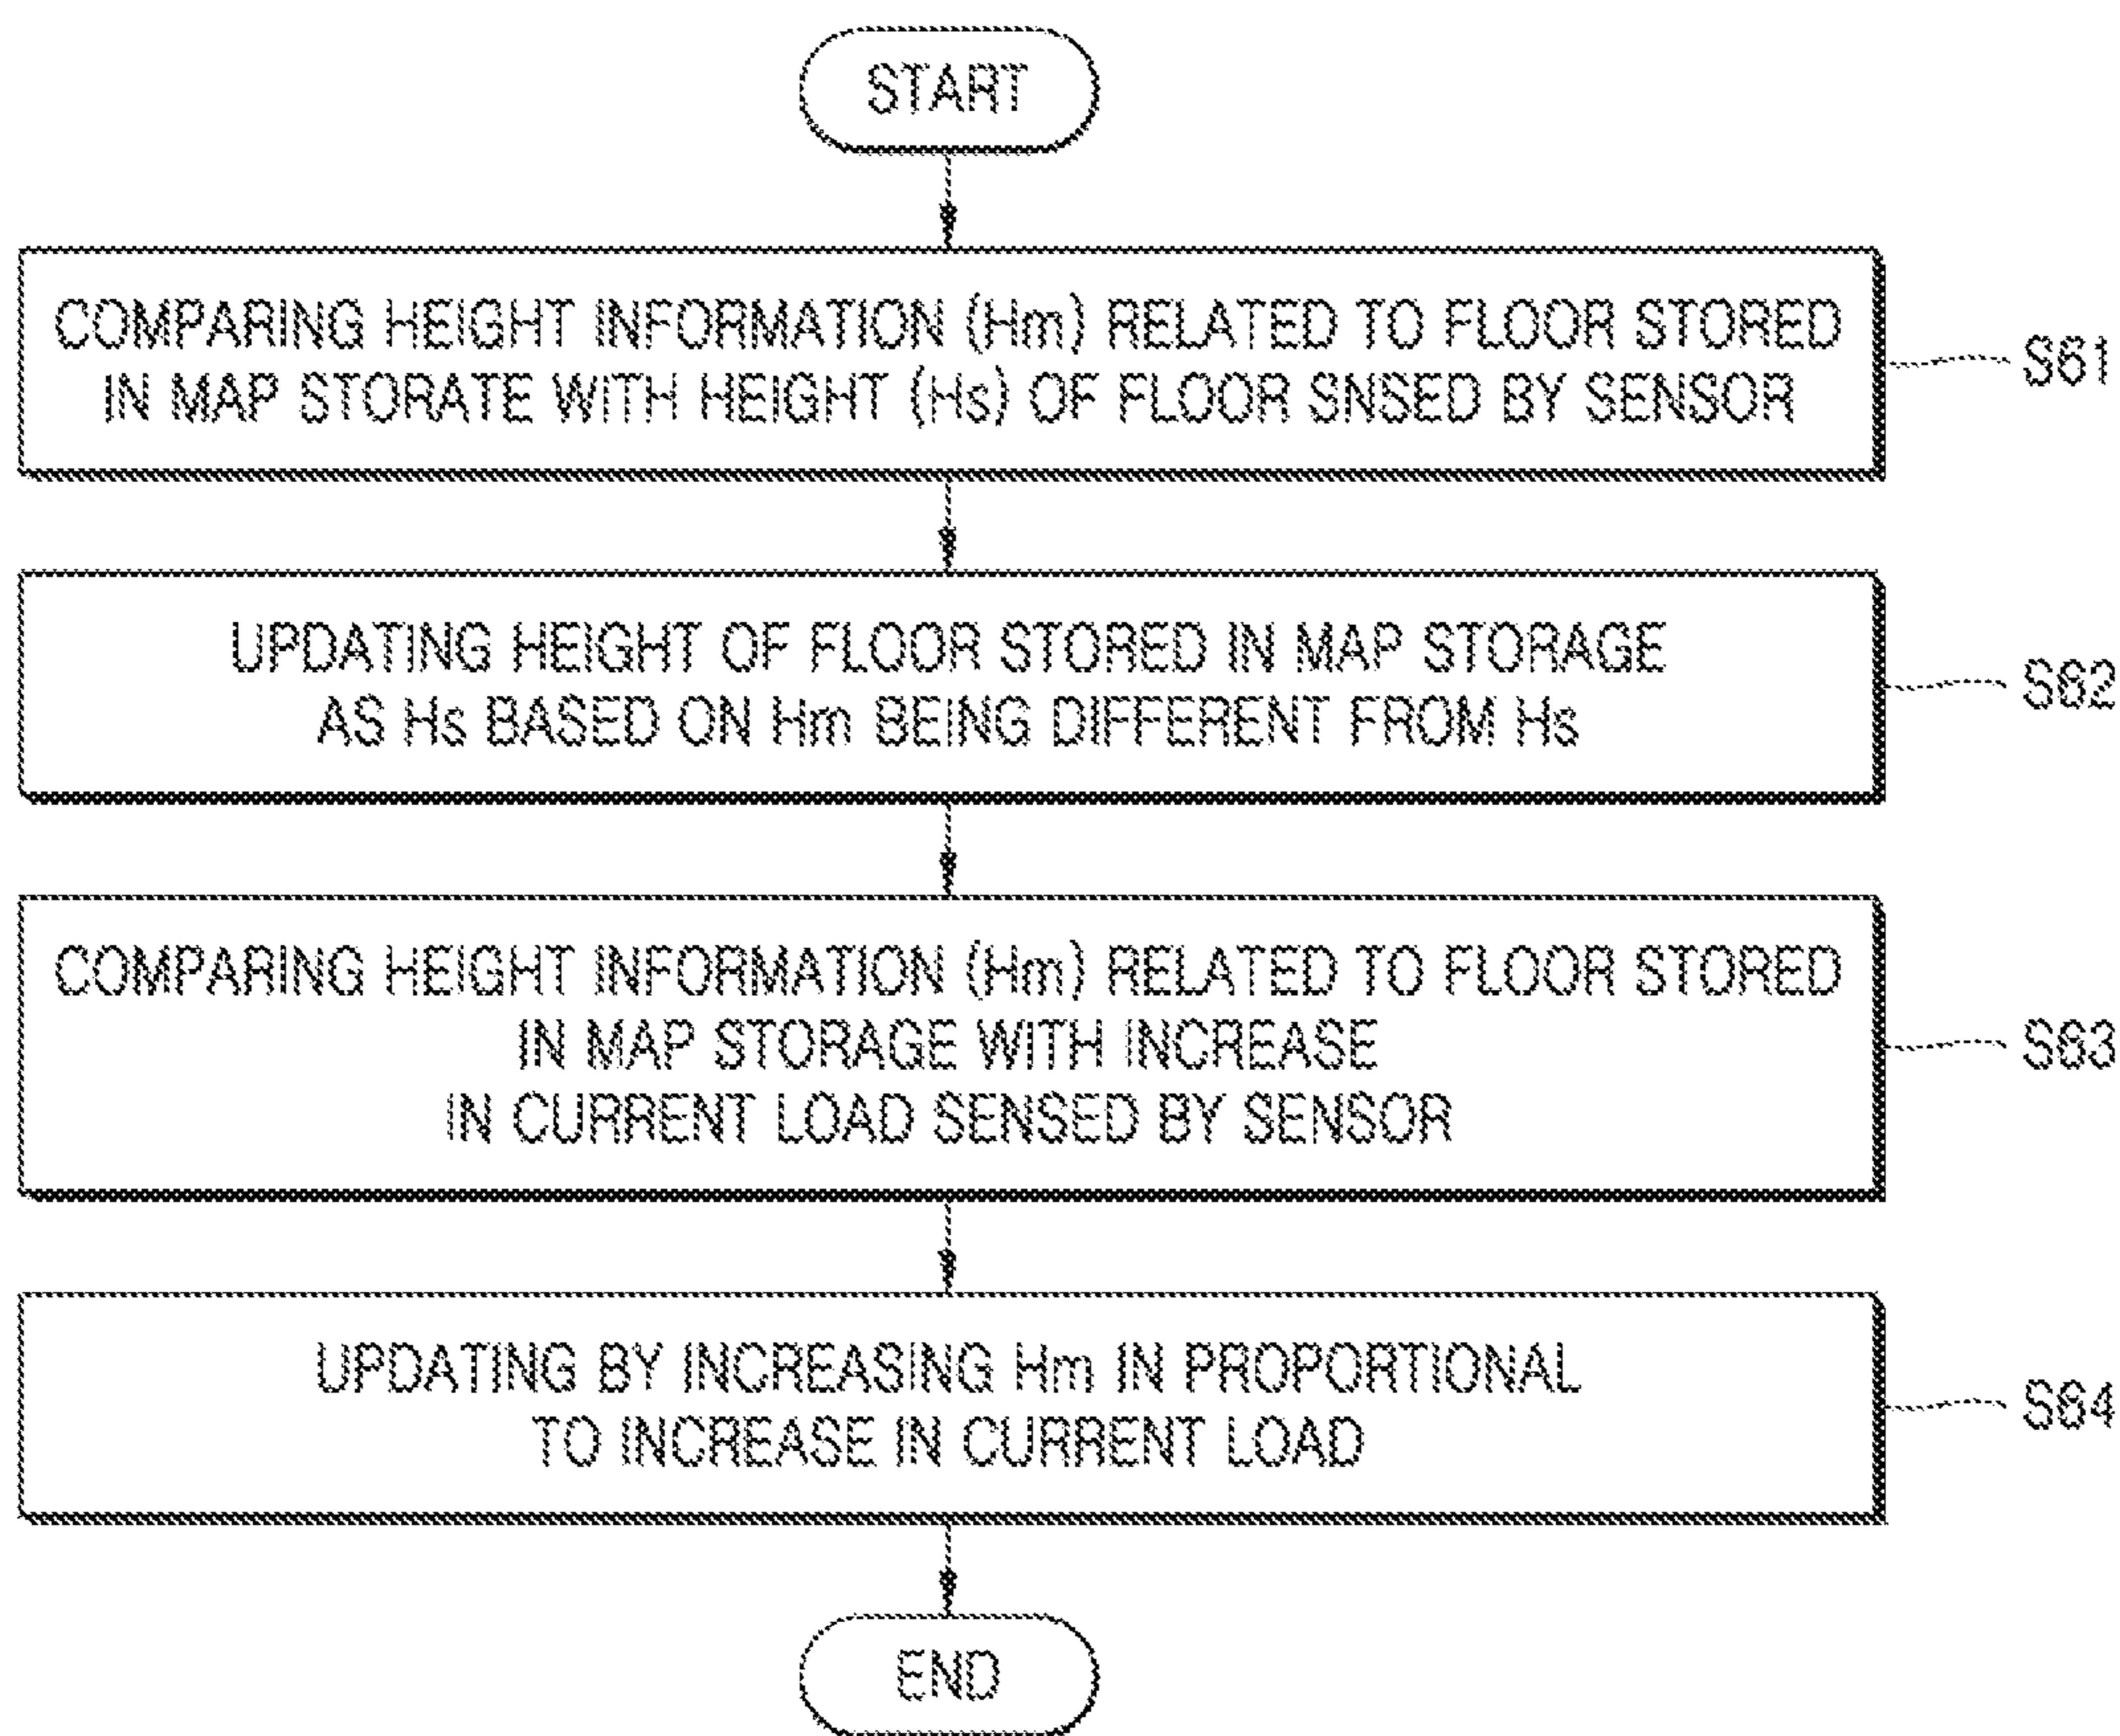 START
COMPARING HEIGHT INFORMATION (Hm) RELATED TO FLOOR STORED
IN MAP STORATE WITH HEIGHT (Hs) OF FLOOR SNSED BY SENSOR
S61
UPDATING HEIGHT OF FLOOR STORED IN MAP STORAGE
AS Hs BASED ON Hm BEING DIFFERENT FROM Hs
S62
COMPARING HEIGHT INFORMATION (Hm) RELATED TO FLOOR STORED
IN MAP STORAGE WITH INCREASE
IN CURRENT LOAD SENSED BY SENSOR
S63
UPDATING BY INCREASING Hm IN PROPORTIONAL
TO INCREASE IN CURRENT LOAD
S64
END